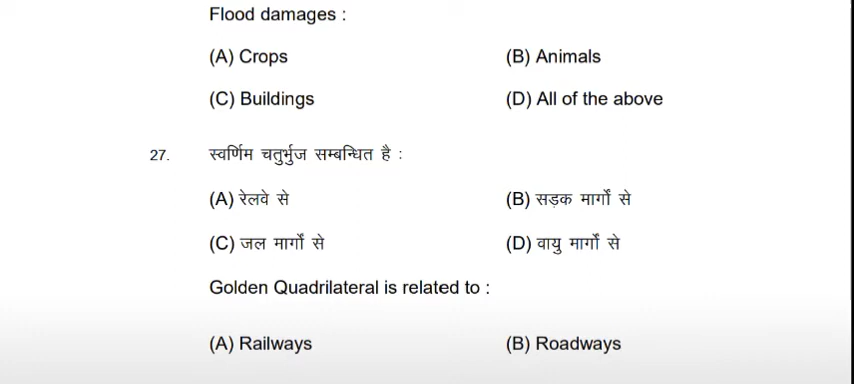 Flood damages :
(A) Crops (B) Animals
(C) Buildings (D) All of the above
27. स्वर्णिम चतुर्भुज सम्बन्धित है :
(A) रेलवे से (B) सड़क मार्गों से
(C) जल मार्गों से (D) वायु मार्गों से
Golden Quadrilateral is related to :
(A) Railways (B) Roadways